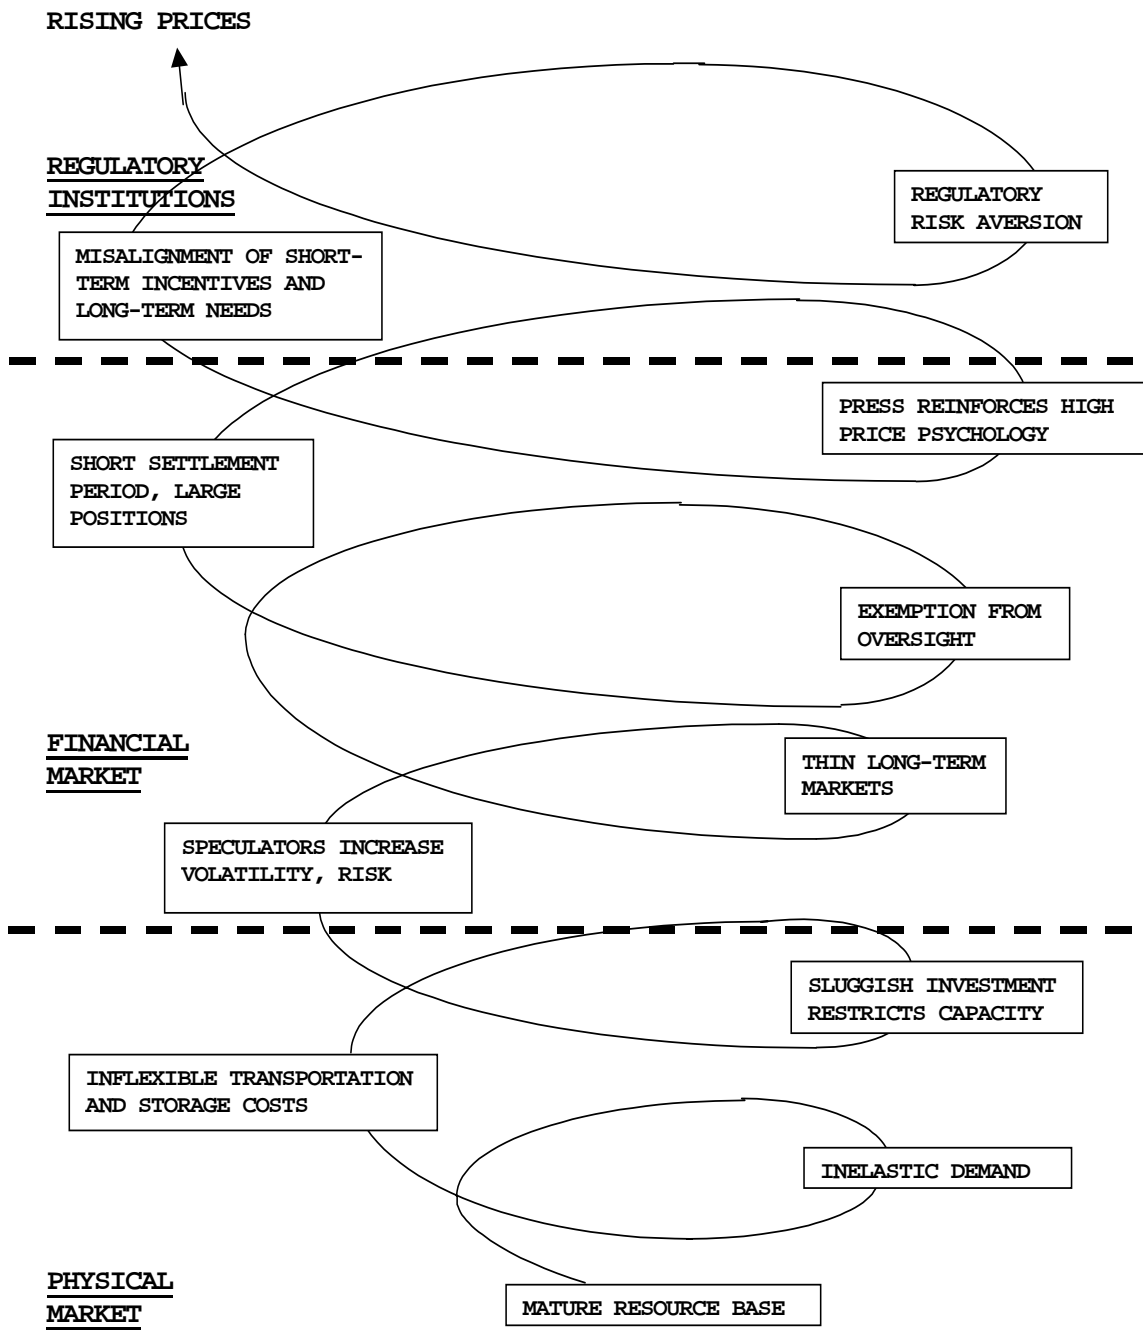 RISING PRICES
REGULATORY
INSTITUTIONS
REGULATORY
RISK AVERSION
MISALIGNMENT OF SHORT-
TERM INCENTIVES AND
LONG-TERM NEEDS
PRESS REINFORCES HIGH
PRICE PSYCHOLOGY
SHORT SETTLEMENT
PERIOD, LARGE
POSITIONS
EXEMPTION FROM
OVERSIGHT
FINANCIAL
MARKET
THIN LONG-TERM
MARKETS
SPECULATORS INCREASE
VOLATILITY, RISK
SLUGGISH INVESTMENT
RESTRICTS CAPACITY
INFLEXIBLE TRANSPORTATION
AND STORAGE COSTS
INELASTIC DEMAND
PHYSICAL
MARKET
MATURE RESOURCE BASE